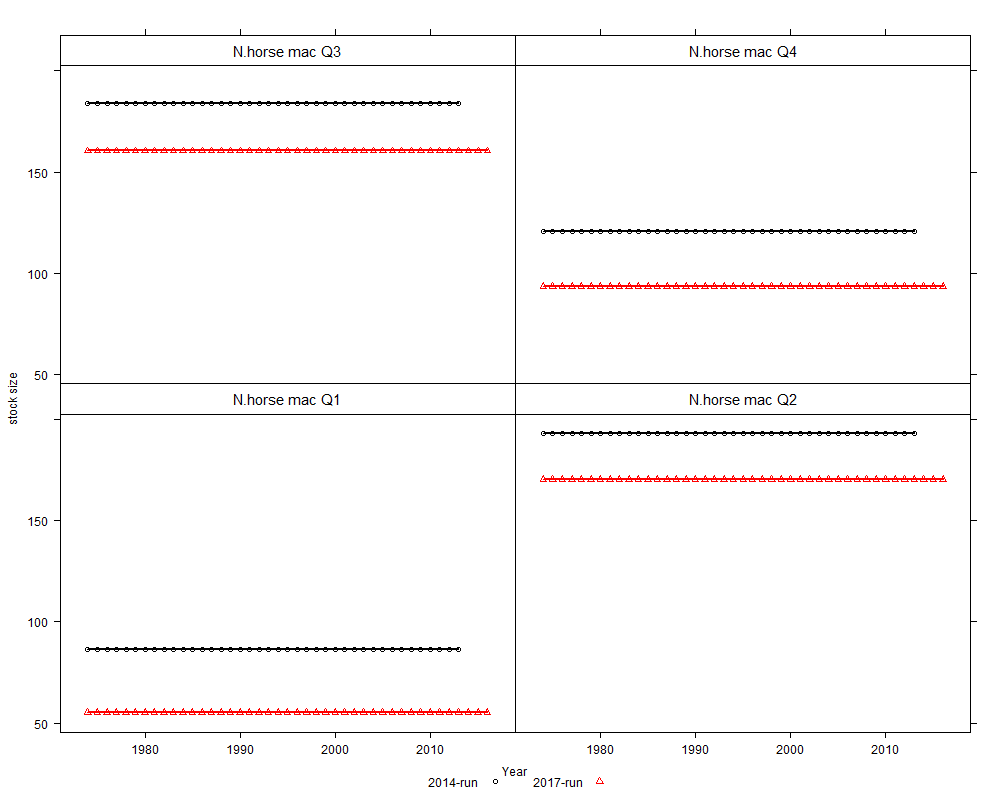 N.horse mac Q3
N.horse mac Q4
150
100
50
stock size
N.horse mac Q1
N.horse mac Q2
150
100
50
1980 1990 2000 2010 1980 1990 2000 2010
Year
2014-run 2017-run